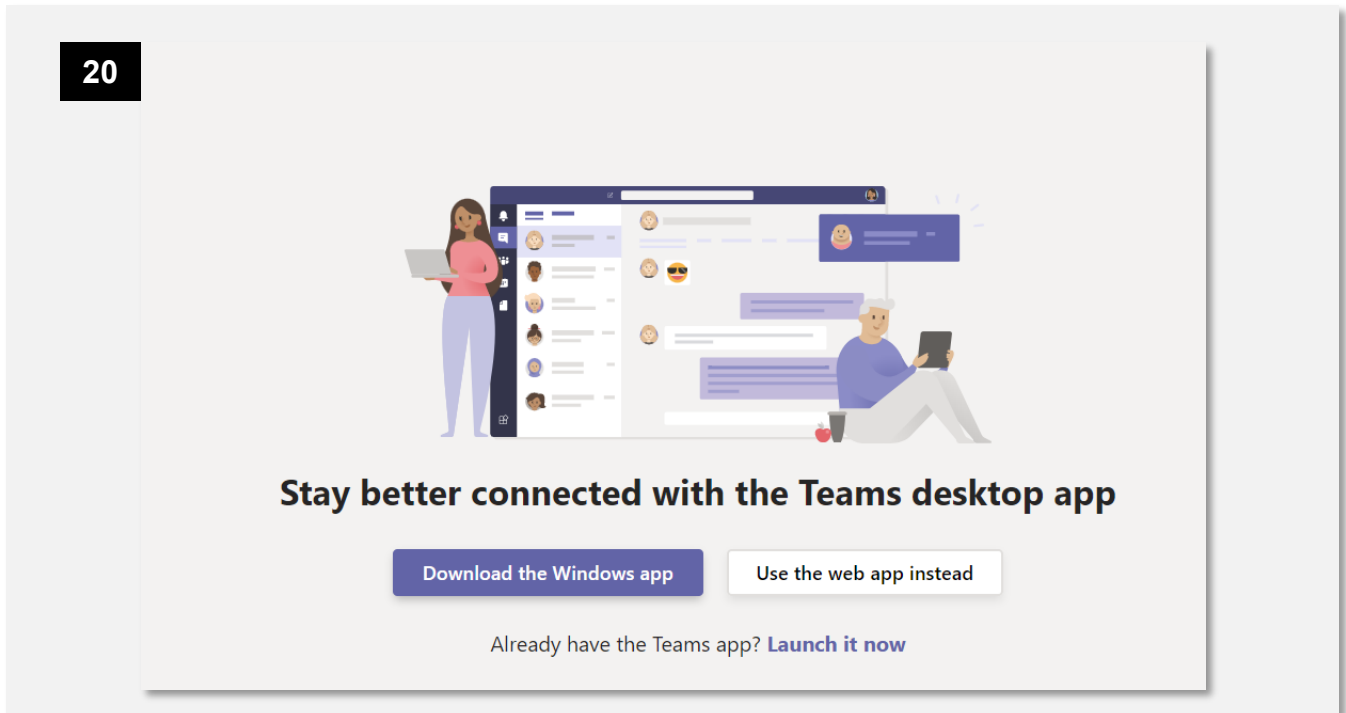 20
Stay better connected with the Teams desktop app
Download the Windows app
Use the web app instead
Already have the Teams app? Launch it now